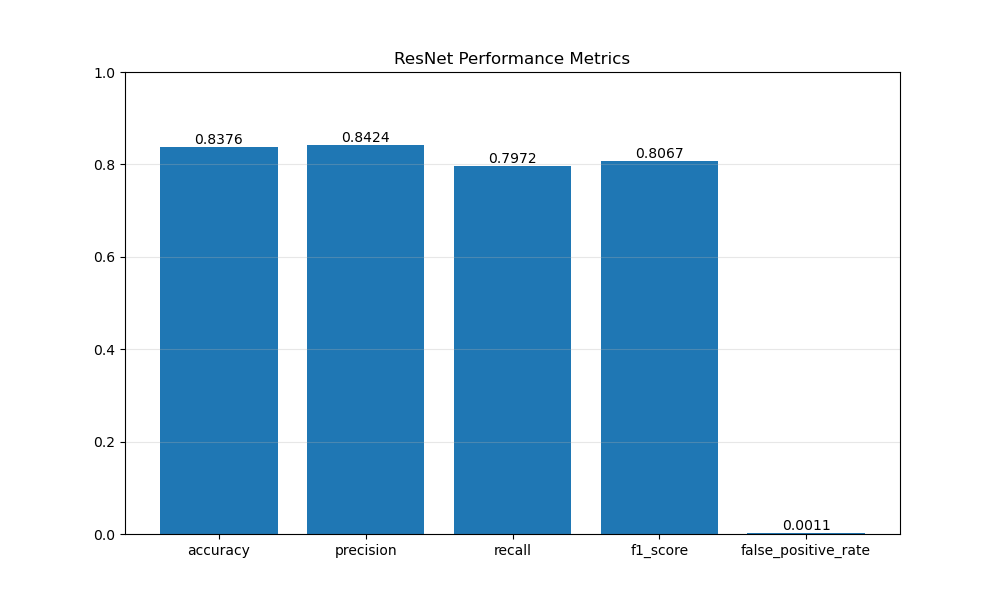 ResNet Performance Metrics
1.0
0.8
0.6
0.4
0.2
0.0
0.8376
0.8424
0.7972
0.8067
0.0011
accuracy
precision
recall
f1_score
false_positive_rate